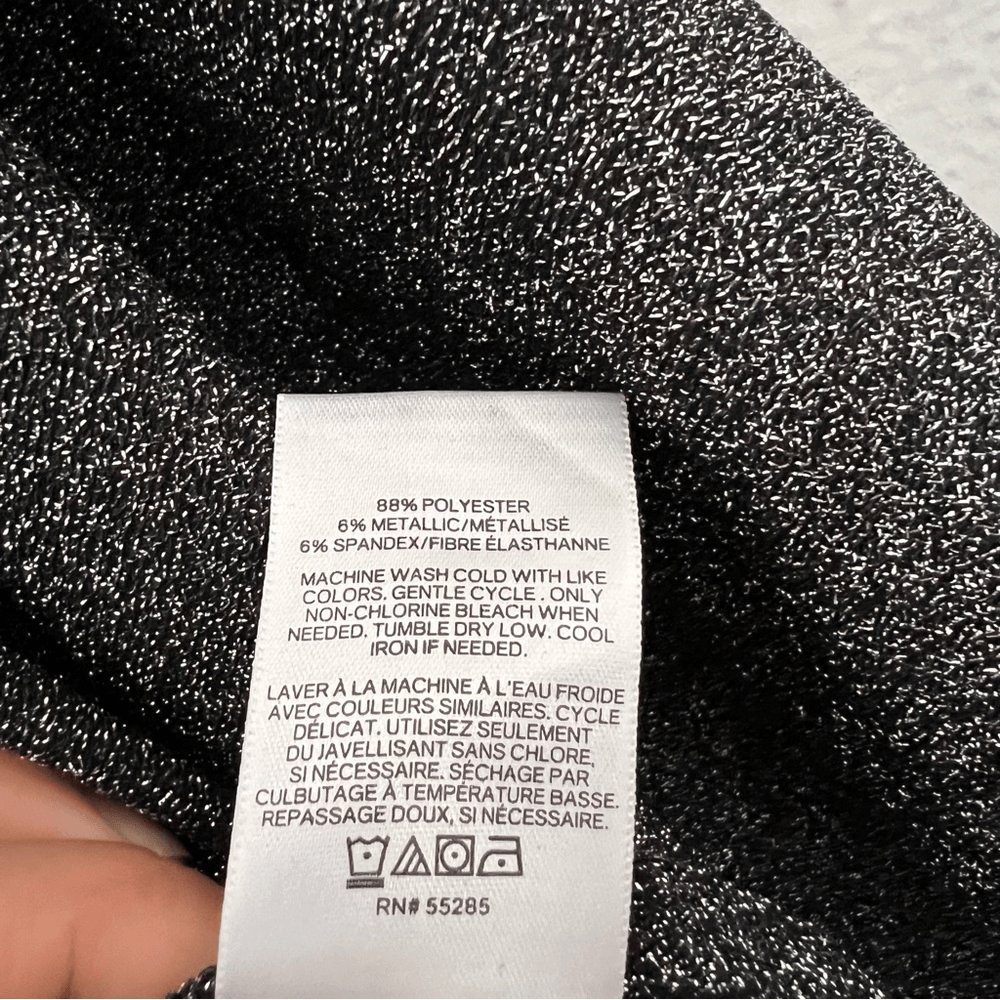 88% POLYESTER
6% METALLIC/MÉTALLISÉ
6% SPANDEX/FIBRE ÉLASTHANNE
MACHINE WASH COLD WITH LIKE
COLORS. GENTLE CYCLE . ONLY
NON-CHLORINE BLEACH WHEN
NEEDED. TUMBLE DRY LOW. COOL
IRON IF NEEDED.
LAVER À LA MACHINE À L'EAU FROIDE
AVEC COULEURS SIMILAIRES. CYCLE
DÉLICAT. UTILISEZ SEULEMENT
DU JAVELLISANT SANS CHLORE,
SI NÉCESSAIRE. SÉCHAGE PAR
CULBUTAGE À TEMPÉRATURE BASSE.
REPASSAGE DOUX, SI NÉCESSAIRE.
RN# 55285